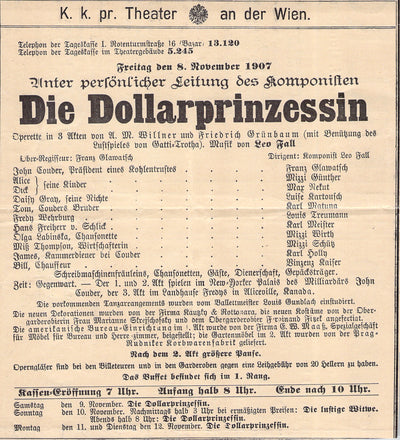 K. k. pr. Theater an der Wien.
Telephon der Tageskasse I. Rotenturmstraße 16 (Bazar) 13.120
Telephon der Tageskasse im Theatergebäude 5.245
Freitag den 8. November 1907
Unter persönlicher Leitung des Komponisten
Die Dollarprinzessin
Operette in 3 Akten von A. M. Willner und Friedrich Grünbaum (mit Benützung des
Lustspieles von Gatti-Trotha). Musik von Leo Fall
Ober-Regisseur: Franz Glawatsch Dirigent: Komponist Leo Fall
John Couder, Präsident eines Kohlentrustes . . . . Franz Glawatsch
Alice } seine Kinder . . . . Mizzi Günther
Dick . . . . Max Rekut
Daisy Gray, seine Nichte . . . . Luise Kartousch
Tom, Couders Bruder . . . . Karl
Fredy Wehrburg . . . . Louis Treumann
Hans Freiherr v. Schlick . . . . Karl Meister
Olga Labinska, Chansonette . . . . Mizzi Wirth
Miß Thompson, Wirtschafterin . . . . Mizzi Schütz
James, Kammerdiener bei Couder . . . . Karl Holly
Bill, Chauffeur . . . . Vinzenz Kaiser
Schreibmaschinenfräuleins, Chansonetten, Gäste, Dienerschaft, Gepäcksträger.
Zeit: Gegenwart. — Der 1. und 2. Akt spielen im New-Yorker Palais des Milliardärs John
Couder, der 3. Akt im Landhause Fredys in Aliceville, Kanada.
Die vorkommenden Tanzarrangements wurden vom Balletmeister Louis Gundlach einstudiert.
Die neuen Dekorationen wurden von der Firma Kautzky & Rottonara, die neuen Kostüme von der Ober-
garderobierin Frau Marianne und dem Obergarderobier Ferdinand angefertigt.
Die amerikanische Bureau-Einrichtung im 1. Akt wurde von der Firma G. W. Maaß, Spezialgeschäft
für Möbel für Bureau und Herrenzimmer, beigestellt; die Gartenmöbel im 2. Akt wurden von der Prag-
Rudniker Korbwarenfabrik geliefert.
Nach dem 2. Akt größere Pause.
Operngläser sind bei den Billeteuren und in den Garderoben gegen eine Leihgebühr von 20 Hellern zu haben.
Das Buffet befindet sich im 1. Rang.
Kassen-Eröffnung 7 Uhr. Anfang halb 8 Uhr. Ende nach 10 Uhr.
Samstag den 9. November. Die Dollarprinzessin.
Sonntag den 10. November. Nachmittags halb 3 Uhr bei ermäßigten Preisen: Die lustige Witwe.
Abends halb 8 Uhr: Die Dollarprinzessin.
Montag den 11. und Dienstag den 12. November. Die Dollarprinzessin.